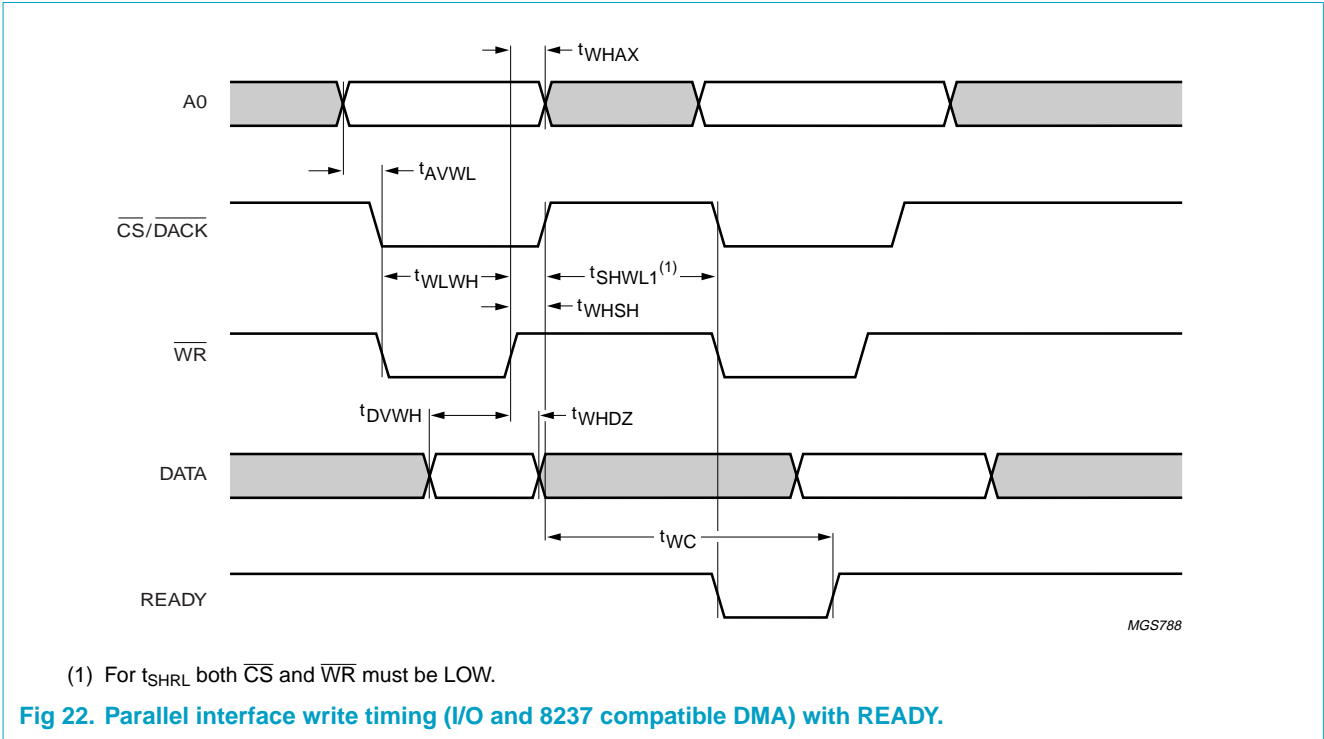 tWHAX
A0
tAVWL
CS/DACK
tWLWH
tSHWL1(1)
tWHSH
WR
tDVWH
tWHDZ
DATA
tWC
READY
MGS788
(1) For tSHRL both CS and WR must be LOW.
Fig 22. Parallel interface write timing (I/O and 8237 compatible DMA) with READY.